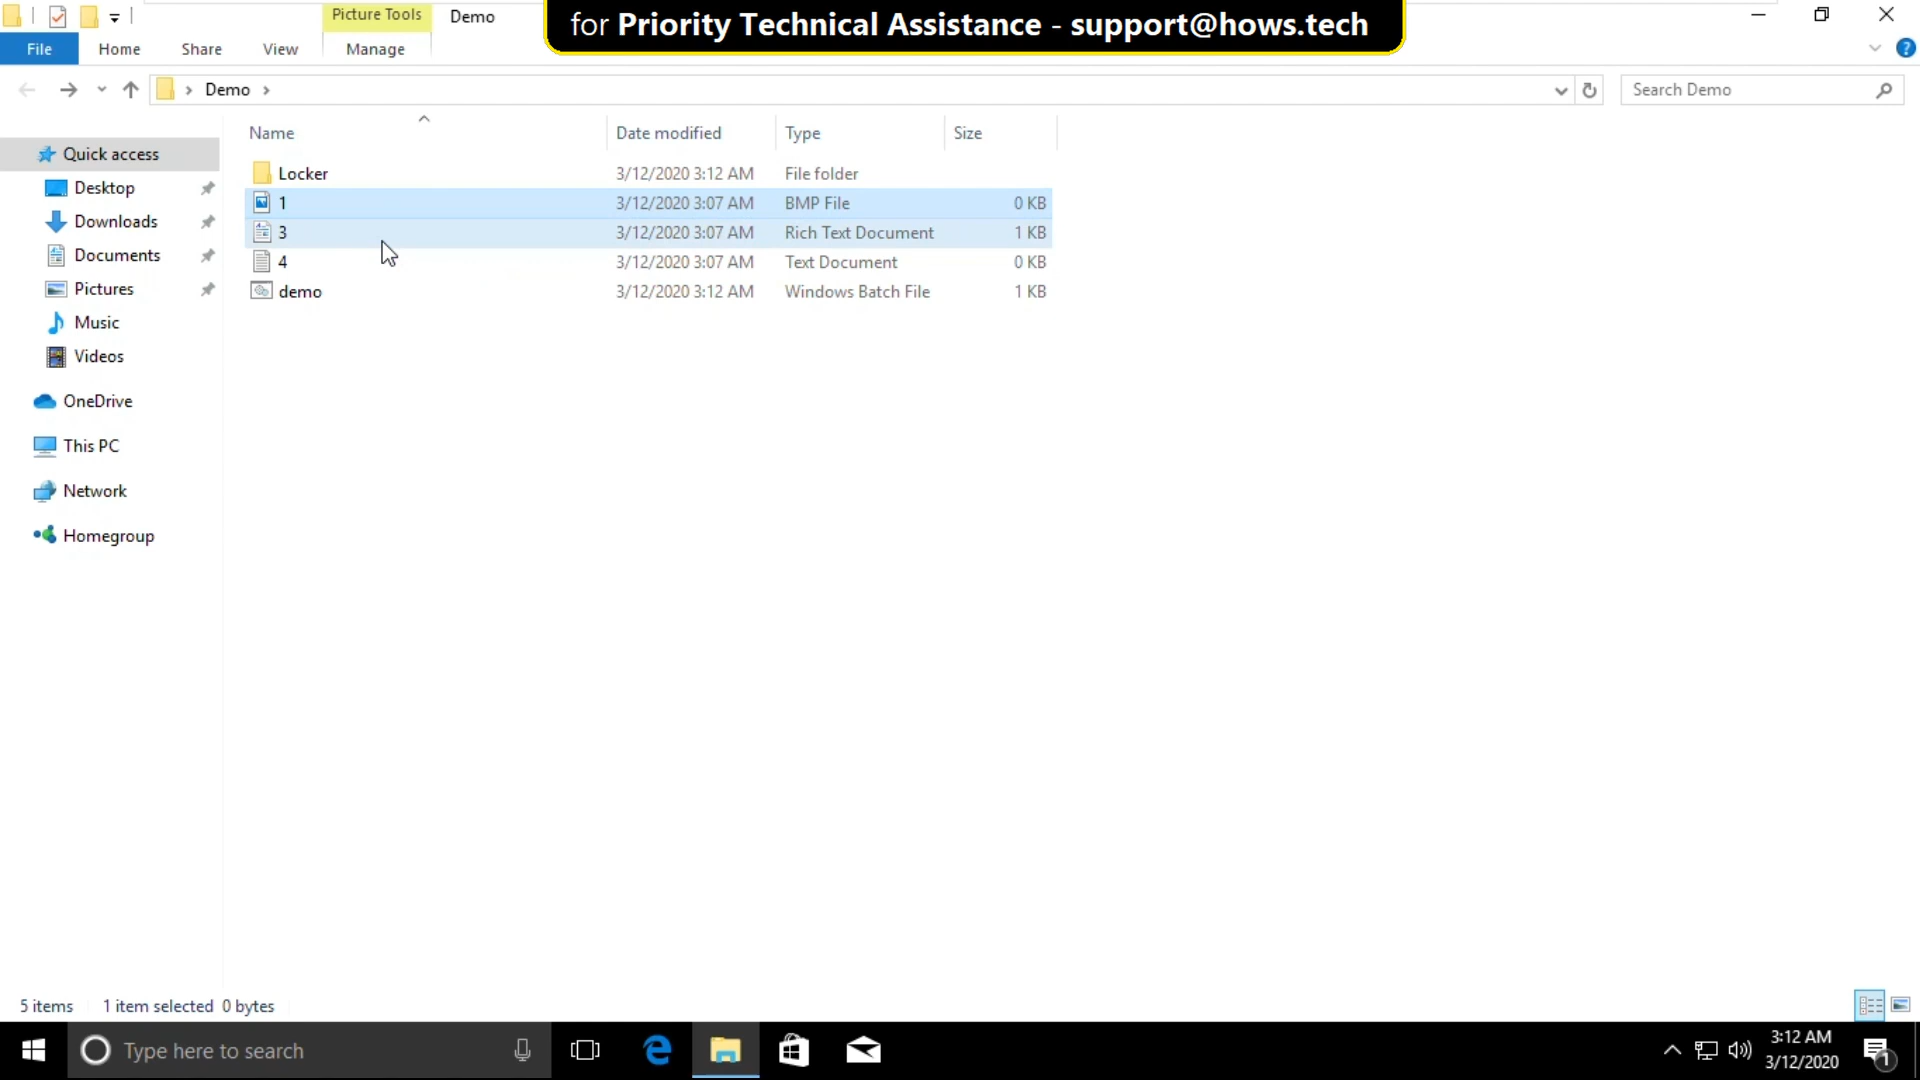 for Priority Technical Assistance - support@hows.tech
Picture Tools
Demo
File
Home
Share
View
Manage
Demo
Search Demo
Name
Date modified
Type
Size
Quick access
Desktop
Downloads
Documents
Pictures
Music
Videos
OneDrive
This PC
Network
Homegroup
Locker 3/12/2020 3:12 AM File folder
1 3/12/2020 3:07 AM BMP File 0 KB
3 3/12/2020 3:07 AM Rich Text Document 1 KB
4 3/12/2020 3:07 AM Text Document 0 KB
demo 3/12/2020 3:12 AM Windows Batch File 1 KB
5 items 1 item selected 0 bytes
Type here to search
3:12 AM
3/12/2020
1